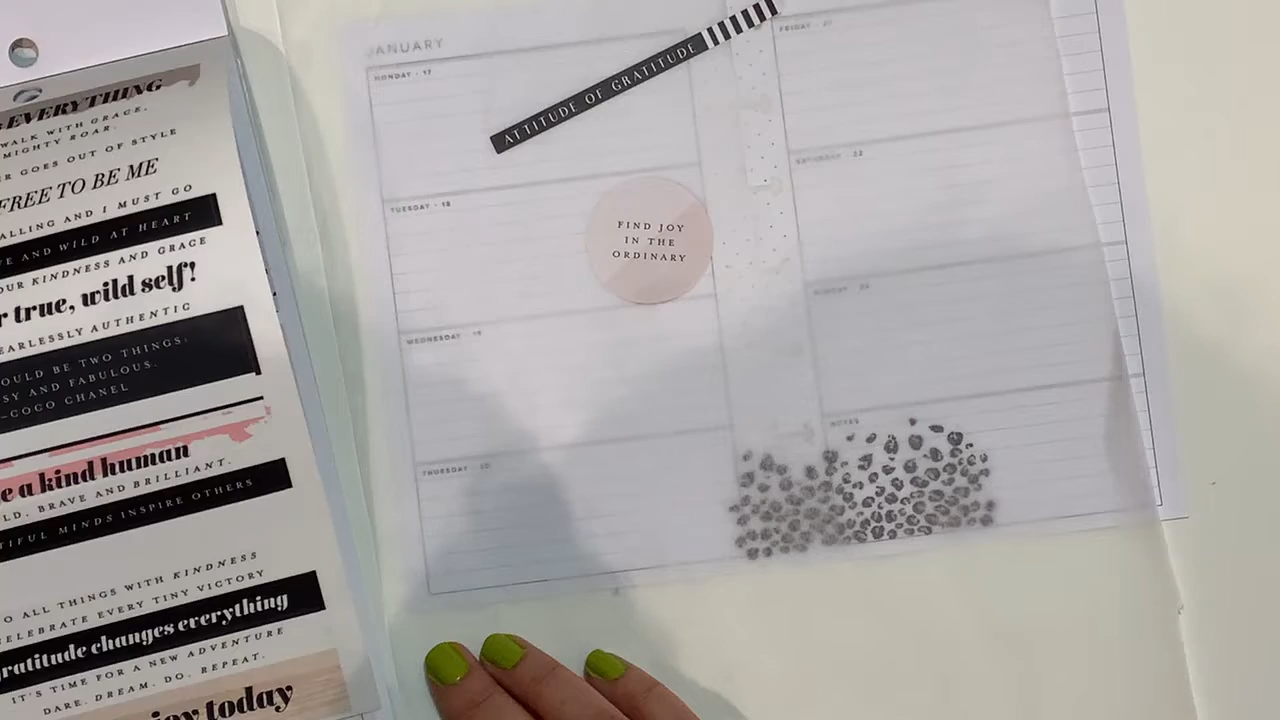 EVERYTHING
WALK WITH GRACE,
MIGHTY ROAR.
GOES OUT OF STYLE
FREE TO BE ME
AND I MUST GO
AND WILD AT HEART
KINDNESS AND GRACE
true, wild self!
AUTHENTIC
BE TWO THINGS:
AND FABULOUS.
-COCO CHANEL
a kind human
BRAVE AND BRILLIANT.
MINDS INSPIRE OTHERS
ALL THINGS WITH KINDNESS
CELEBRATE EVERY TINY VICTORY
gratitude changes everything
IT'S TIME FOR A NEW ADVENTURE
DARE. DREAM. DO. REPEAT.
joy today
JANUARY
MONDAY · 17
ATTITUDE OF GRATITUDE
TUESDAY · 18
FIND JOY
IN THE
ORDINARY
WEDNESDAY · 19
THURSDAY · 20
FRIDAY · 21
SATURDAY · 22
SUNDAY · 23
NOTES